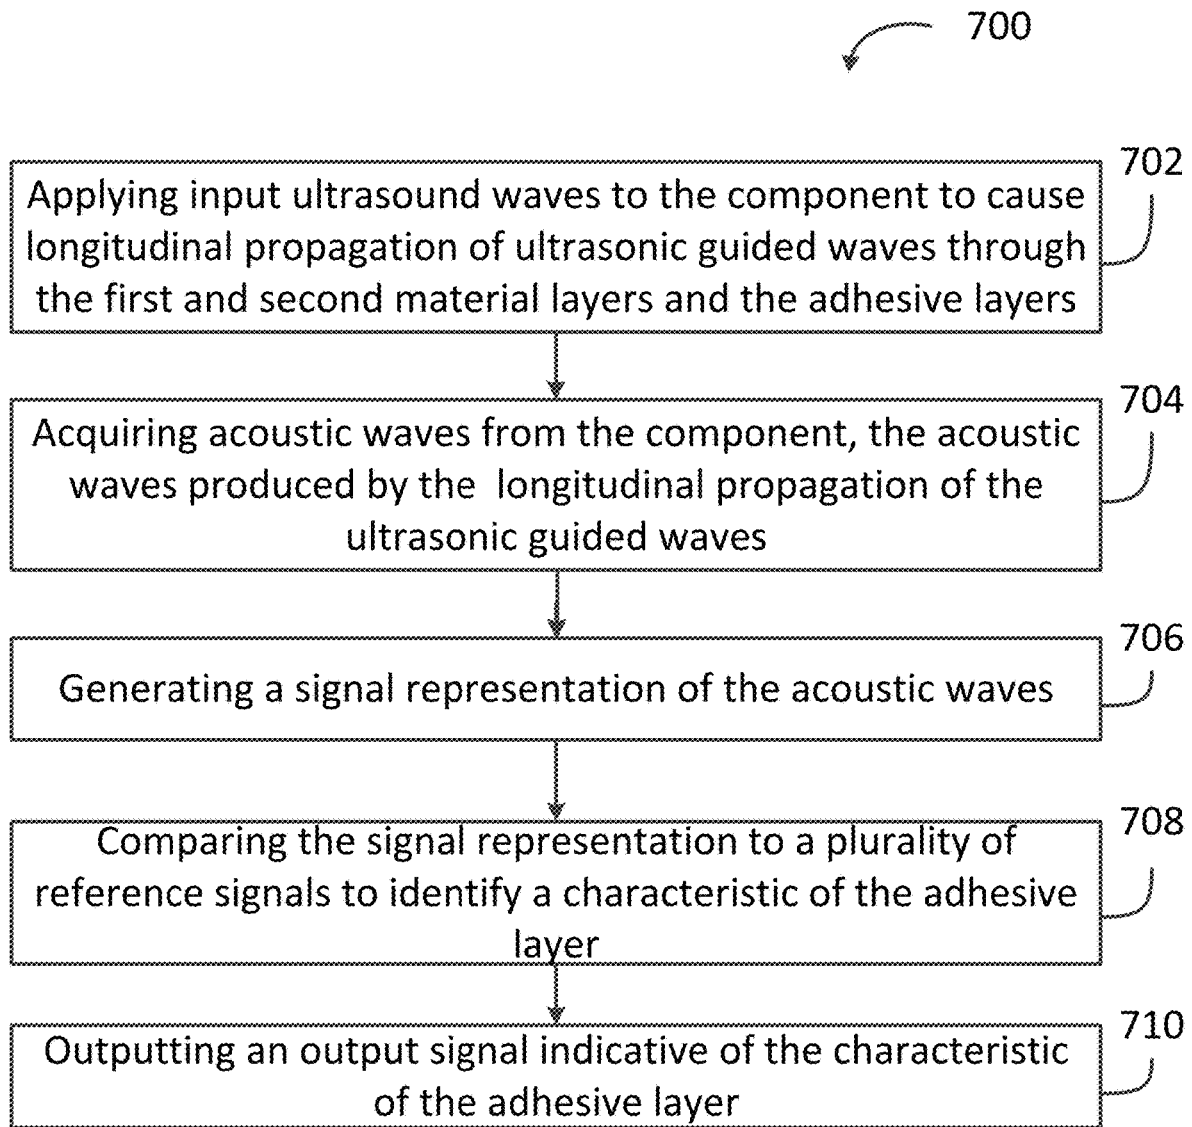 700
702
Applying input ultrasound waves to the component to cause
longitudinal propagation of ultrasonic guided waves through
the first and second material layers and the adhesive layers
704
Acquiring acoustic waves from the component, the acoustic
waves produced by the longitudinal propagation of the
ultrasonic guided waves
706
Generating a signal representation of the acoustic waves
708
Comparing the signal representation to a plurality of
reference signals to identify a characteristic of the adhesive
layer
710
Outputting an output signal indicative of the characteristic
of the adhesive layer